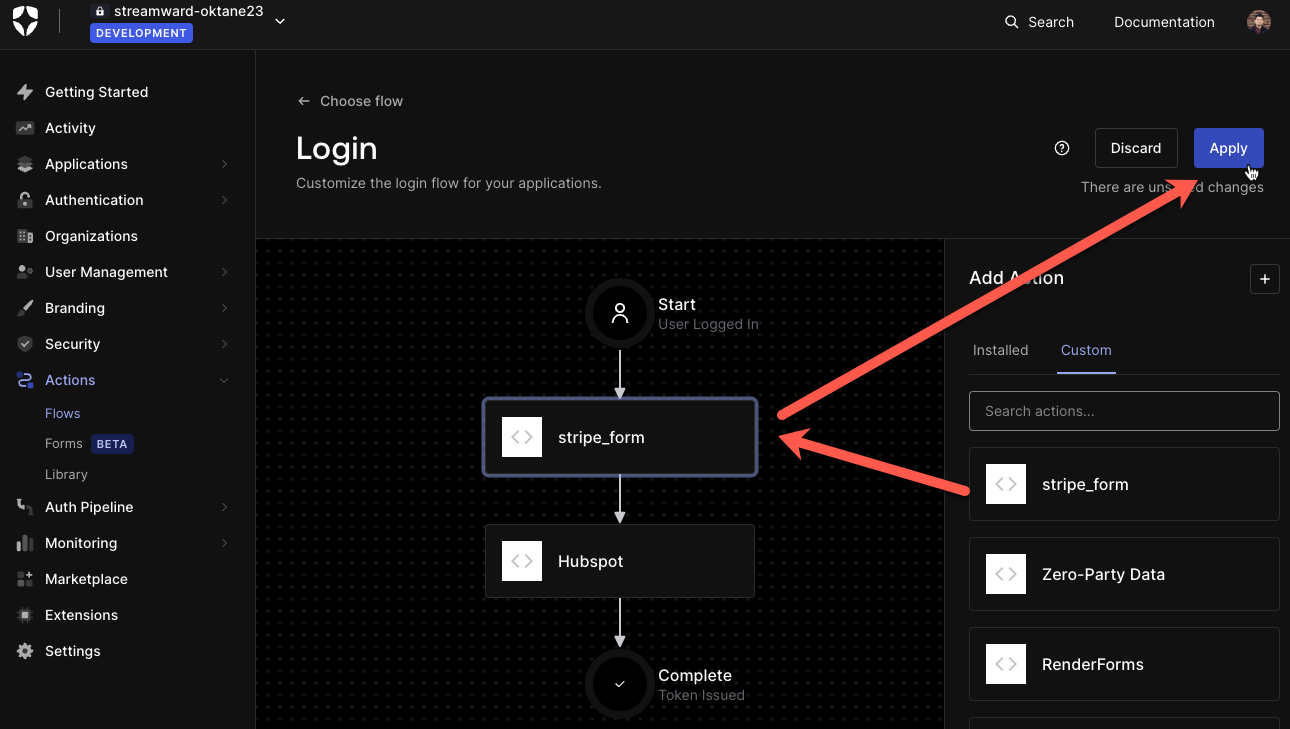 streamward-oktane23
DEVELOPMENT
Search
Documentation
Getting Started
Activity
Applications
Authentication
Organizations
User Management
Branding
Security
Actions
Flows
Forms BETA
Library
Auth Pipeline
Monitoring
Marketplace
Extensions
Settings
Choose flow
Login
Customize the login flow for your applications.
Discard
Apply
There are changes
Start
User Logged In
stripe_form
Hubspot
Complete
Token Issued
Add Action
Installed
Custom
Search actions...
stripe_form
Zero-Party Data
RenderForms